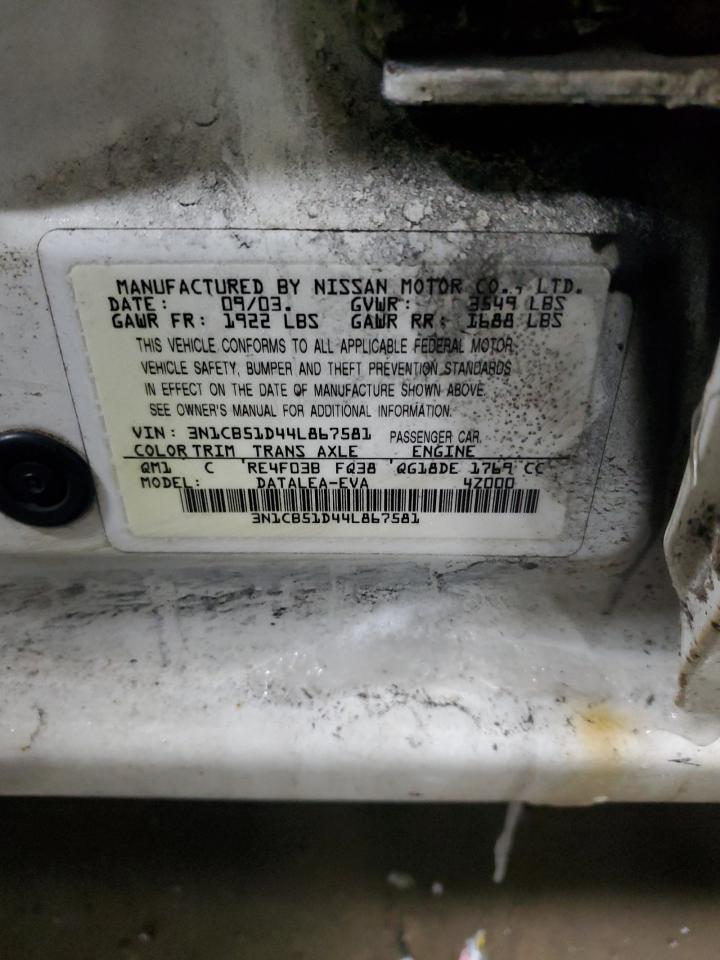 MANUFACTURED BY NISSAN MOTOR CO., LTD.
DATE: 09/03. GVWR: 3549 LBS
GAWR FR: 1922 LBS GAWR RR: 1688 LBS
THIS VEHICLE CONFORMS TO ALL APPLICABLE FEDERAL MOTOR
VEHICLE SAFETY, BUMPER AND THEFT PREVENTION STANDARDS
IN EFFECT ON THE DATE OF MANUFACTURE SHOWN ABOVE.
SEE OWNER'S MANUAL FOR ADDITIONAL INFORMATION.
VIN: 3N1CB51D44L867581 PASSENGER CAR.
COLOR TRIM TRANS AXLE ENGINE
QM1 C RE4F03B FQ38 QG18DE 1769 CC
MODEL: DATALEA-EVA 4Z000
3N1CB51D44L867581